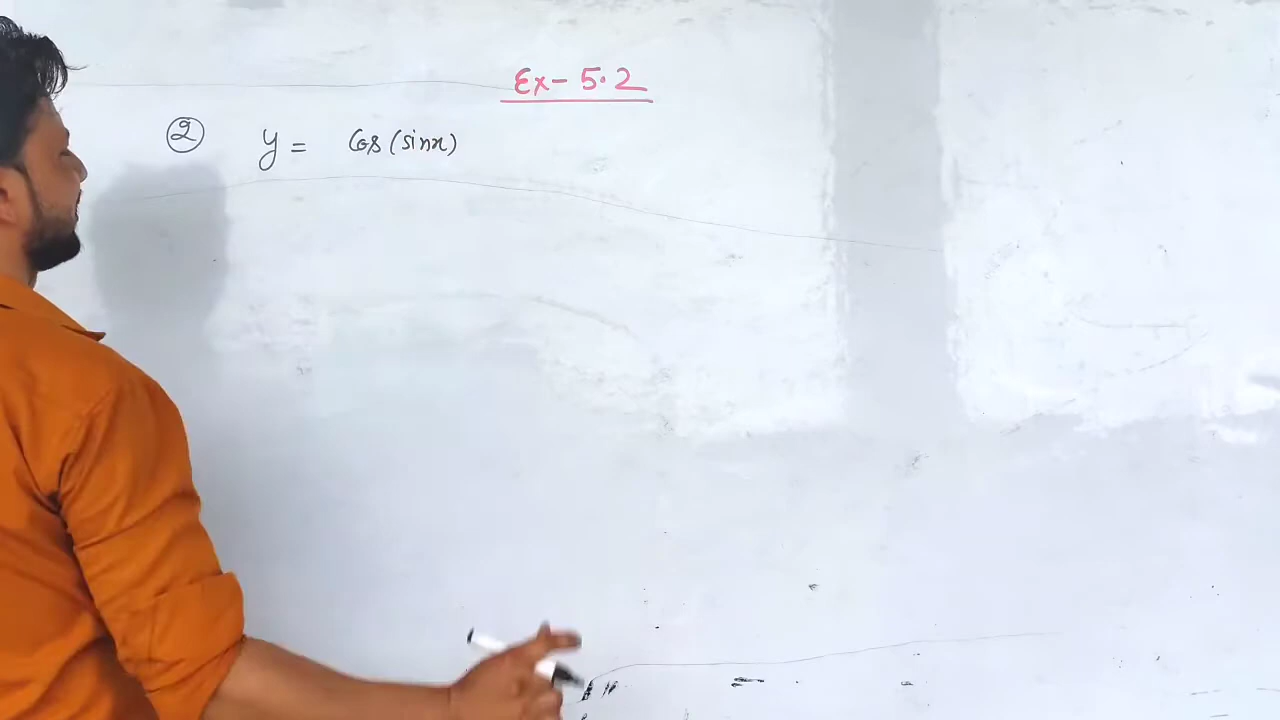 Ex- 5.2
② y = Cos (sinx)